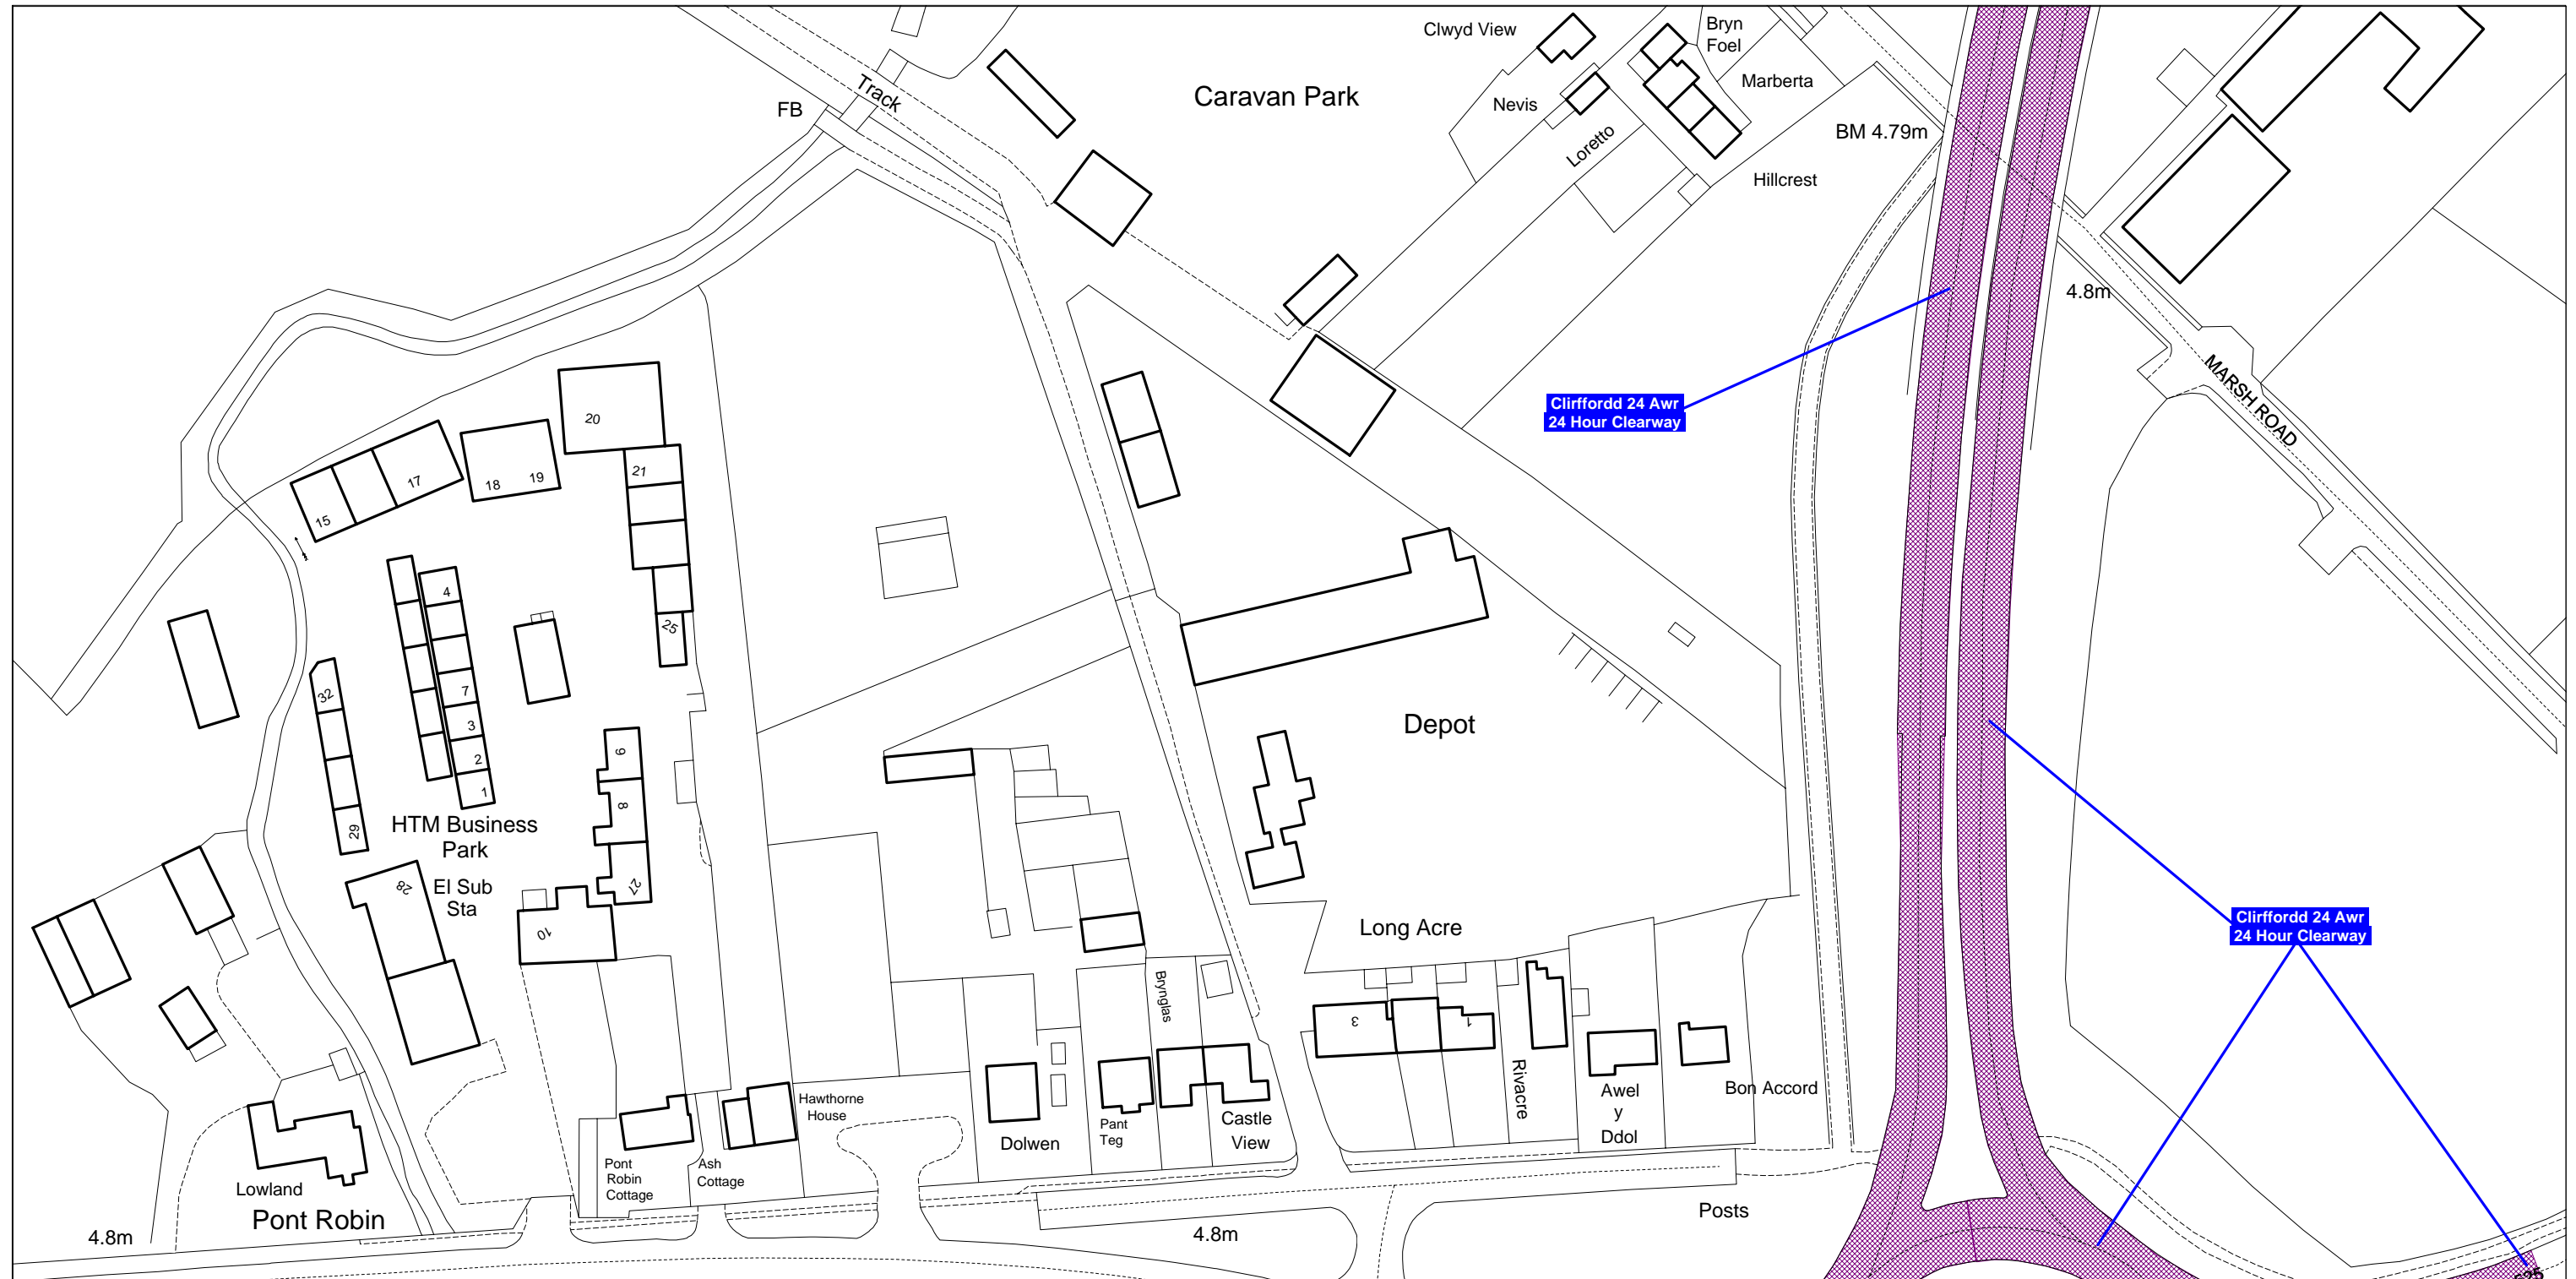 Clwyd View
Bryn
Foel
Marberta
Caravan Park
Track
FB
Nevis
Loretto
BM 4.79m
Hillcrest
4.8m
MARSH ROAD
Clirffordd 24 Awr
24 Hour Clearway
20
21
17
18
19
15
4
25
32
7
3
2
1
29
9
8
27
10
28
HTM Business
Park
El Sub
Sta
Depot
Long Acre
Clirffordd 24 Awr
24 Hour Clearway
Brynglas
3
1
Rivacre
Awel
y
Ddol
Bon Accord
Hawthorne
House
Dolwen
Pant
Teg
Castle
View
Pont
Robin
Cottage
Ash
Cottage
Lowland
Pont Robin
4.8m
4.8m
Posts